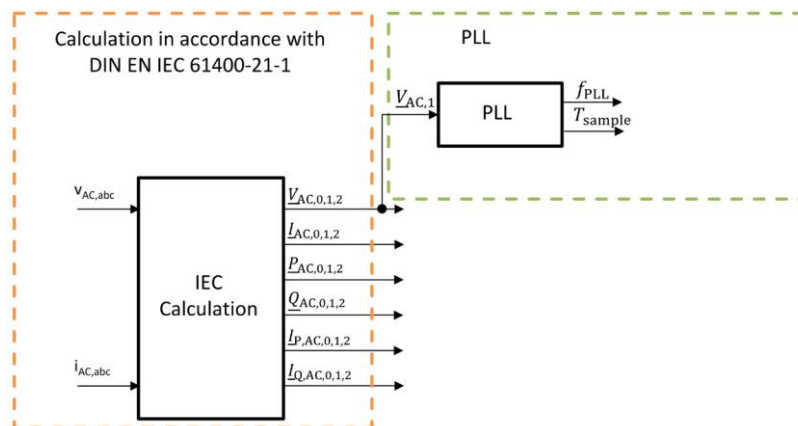 Calculation in accordance with
DIN EN IEC 61400-21-1
PLL
V_AC,1
PLL
f_PLL
T_sample
v_AC,abc
i_AC,abc
IEC
Calculation
V_AC,0,1,2
I_AC,0,1,2
P_AC,0,1,2
Q_AC,0,1,2
I_P,AC,0,1,2
I_Q,AC,0,1,2